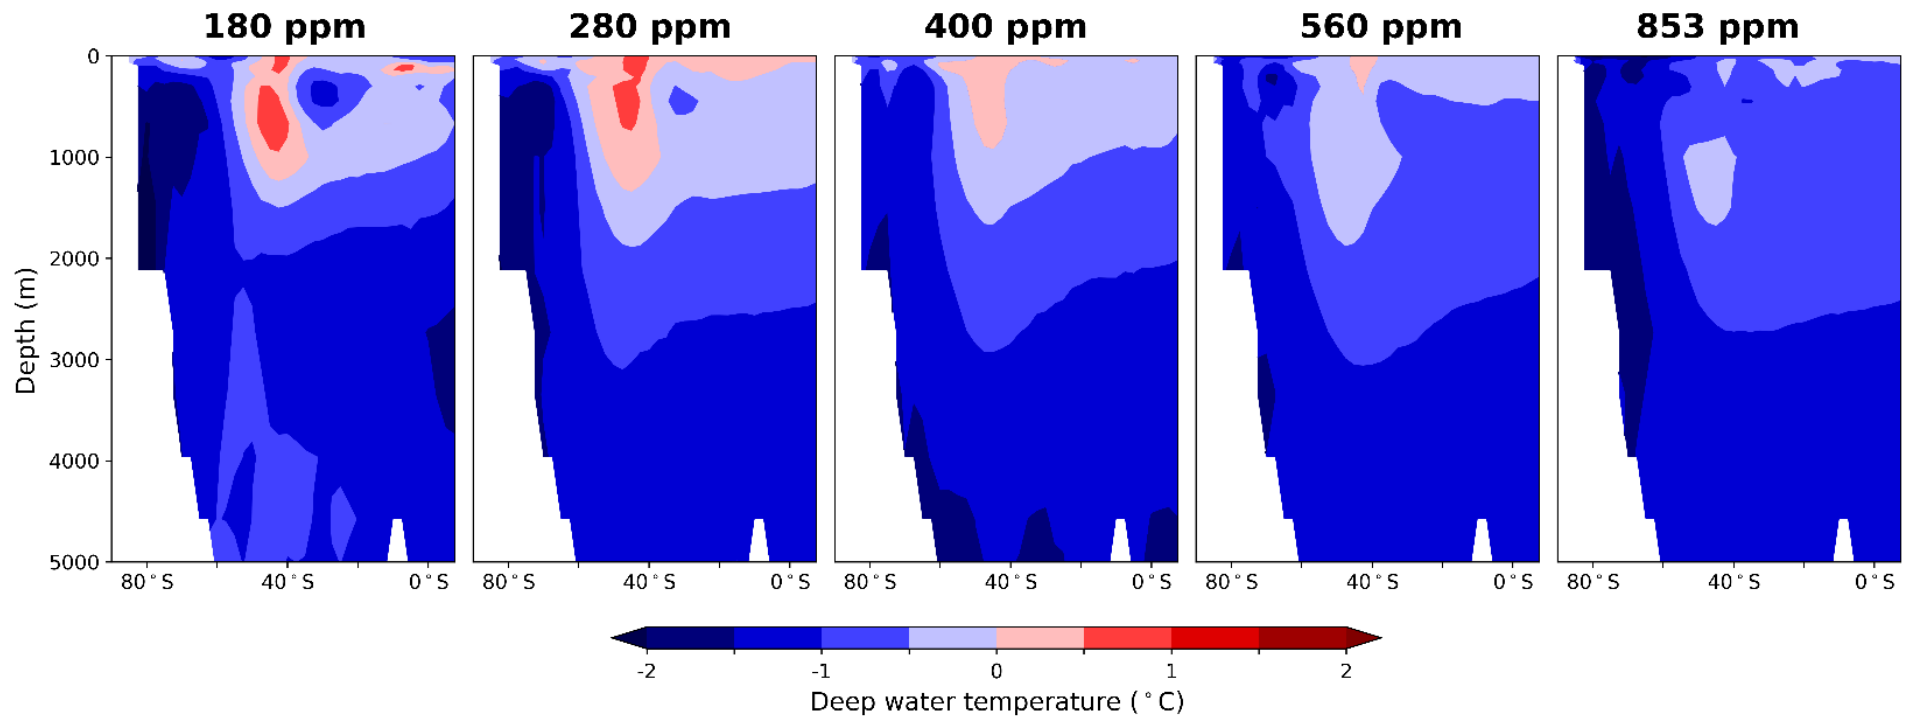 180 ppm 280 ppm 400 ppm 560 ppm 853 ppm
0
1000
2000
3000
4000
5000
Depth (m)
80°S 40°S 0°S 80°S 40°S 0°S 80°S 40°S 0°S 80°S 40°S 0°S 80°S 40°S 0°S
-2 -1 0 1 2
Deep water temperature (°C)